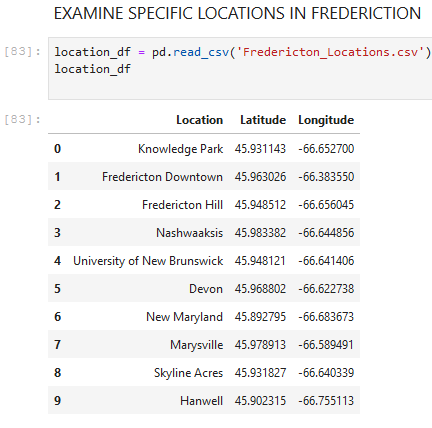 EXAMINE SPECIFIC LOCATIONS IN FREDERICTION
[83]: location_df = pd.read_csv('Fredericton_Locations.csv')
location_df
[83]: Location Latitude Longitude
0 Knowledge Park 45.931143 -66.652700
1 Fredericton Downtown 45.963026 -66.383550
2 Fredericton Hill 45.948512 -66.656045
3 Nashwaaksis 45.983382 -66.644856
4 University of New Brunswick 45.948121 -66.641406
5 Devon 45.968802 -66.622738
6 New Maryland 45.892795 -66.683673
7 Marysville 45.978913 -66.589491
8 Skyline Acres 45.931827 -66.640339
9 Hanwell 45.902315 -66.755113